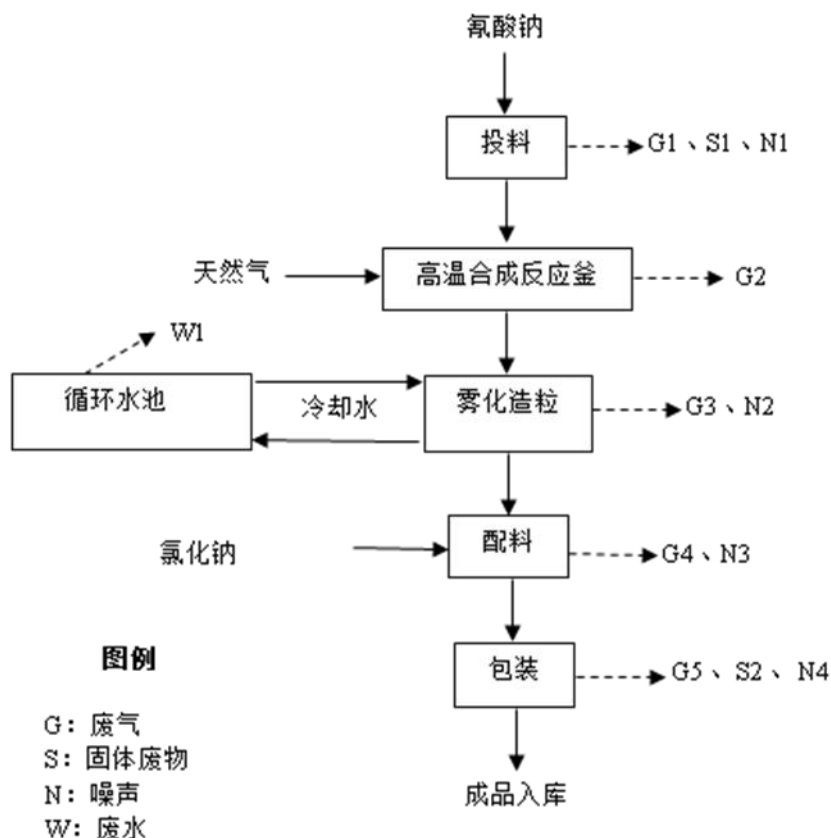 氰酸钠
投料
G1、S1、N1
天然气
高温合成反应釜
G2
W1
循环水池
冷却水
雾化造粒
G3、N2
氯化钠
配料
G4、N3
图例
包装
G5、S2、N4
G：废气
S：固体废物
成品入库
N：噪声
W：废水